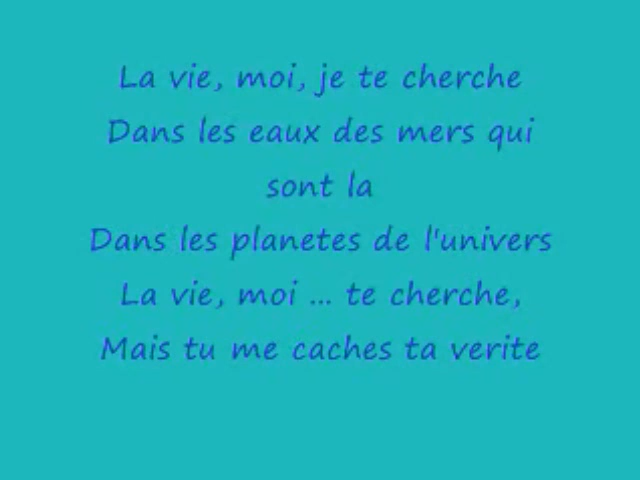 La vie, moi, je te cherche
Dans les eaux des mers qui
sont la
Dans les planetes de l'univers
La vie, moi ... te cherche,
Mais tu me caches ta verite